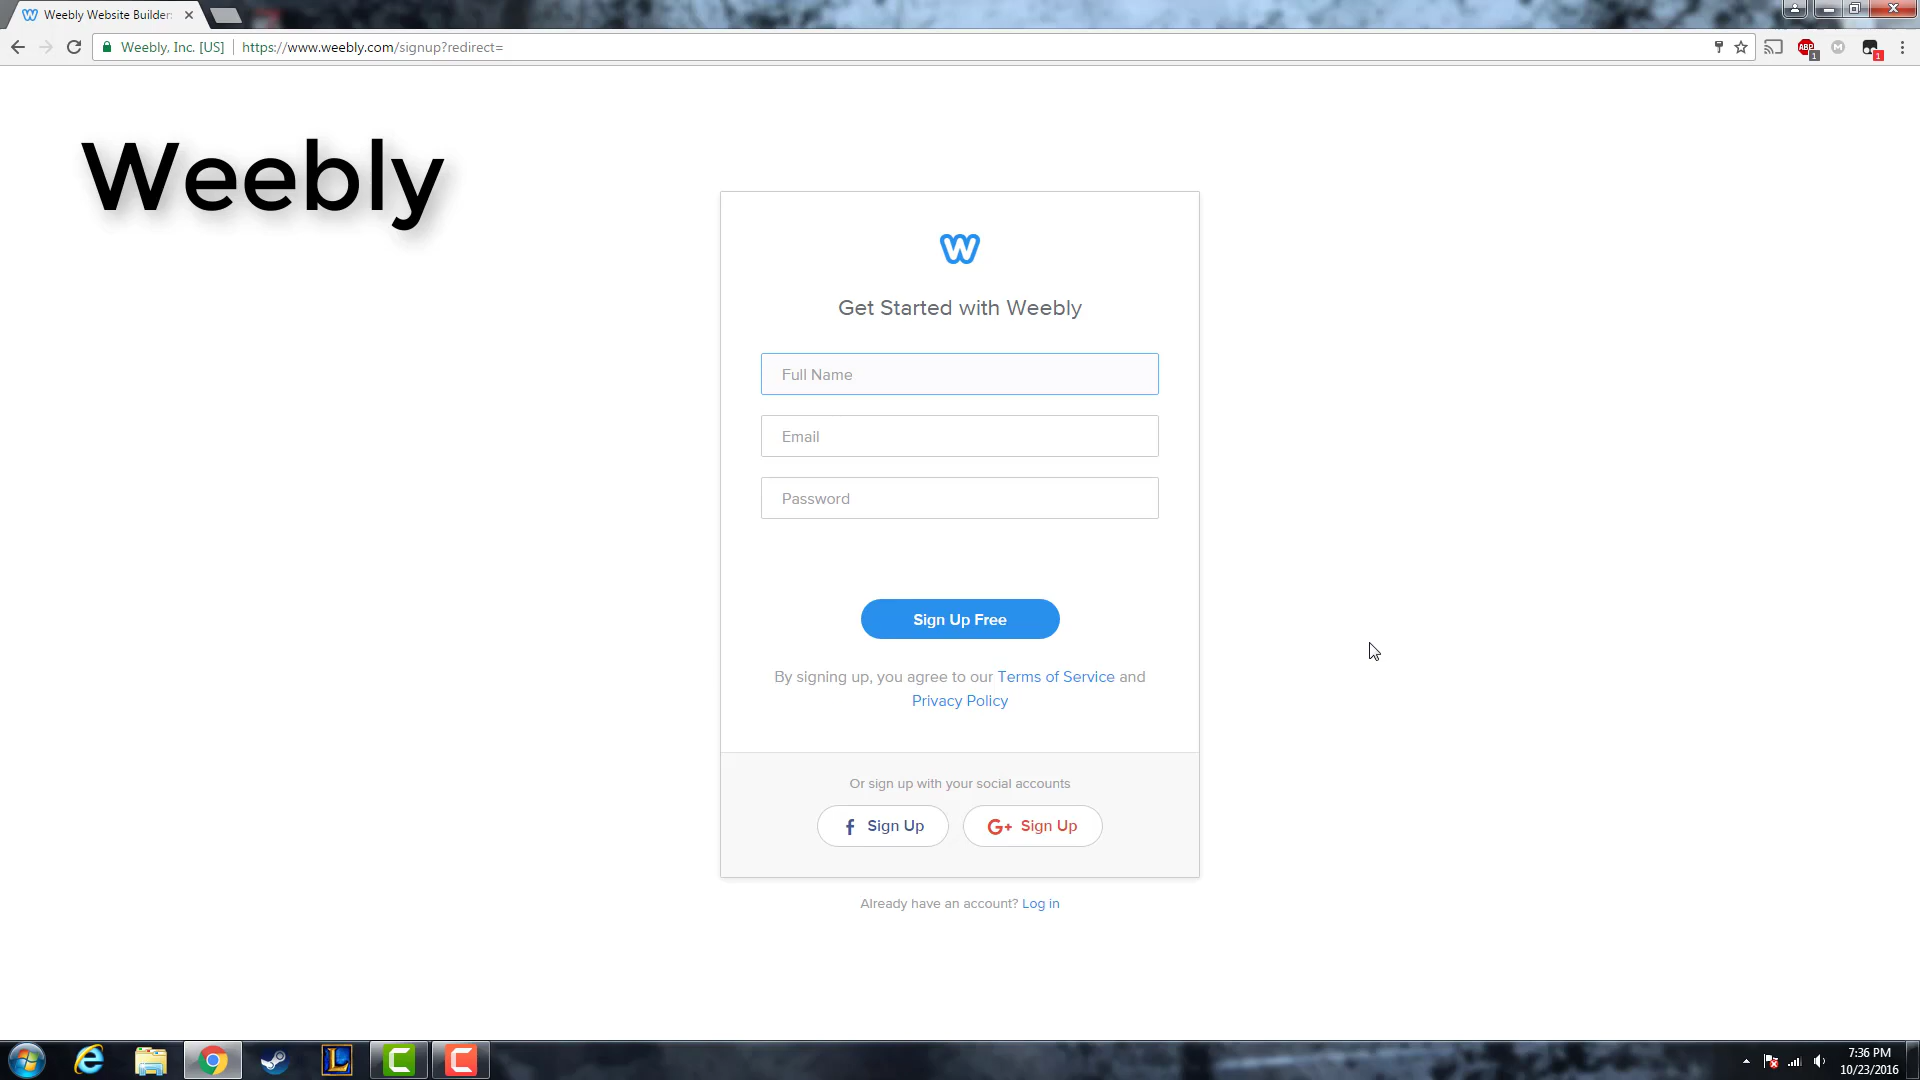 Weebly Website Builder
Weebly, Inc. [US]
https://www.weebly.com/signup?redirect=
ABP
1
M
1
Weebly
W
Get Started with Weebly
Full Name
Email
Password
Sign Up Free
By signing up, you agree to our Terms of Service and
Privacy Policy
Or sign up with your social accounts
f Sign Up
G+ Sign Up
Already have an account? Log in
L
7:36 PM
10/23/2016